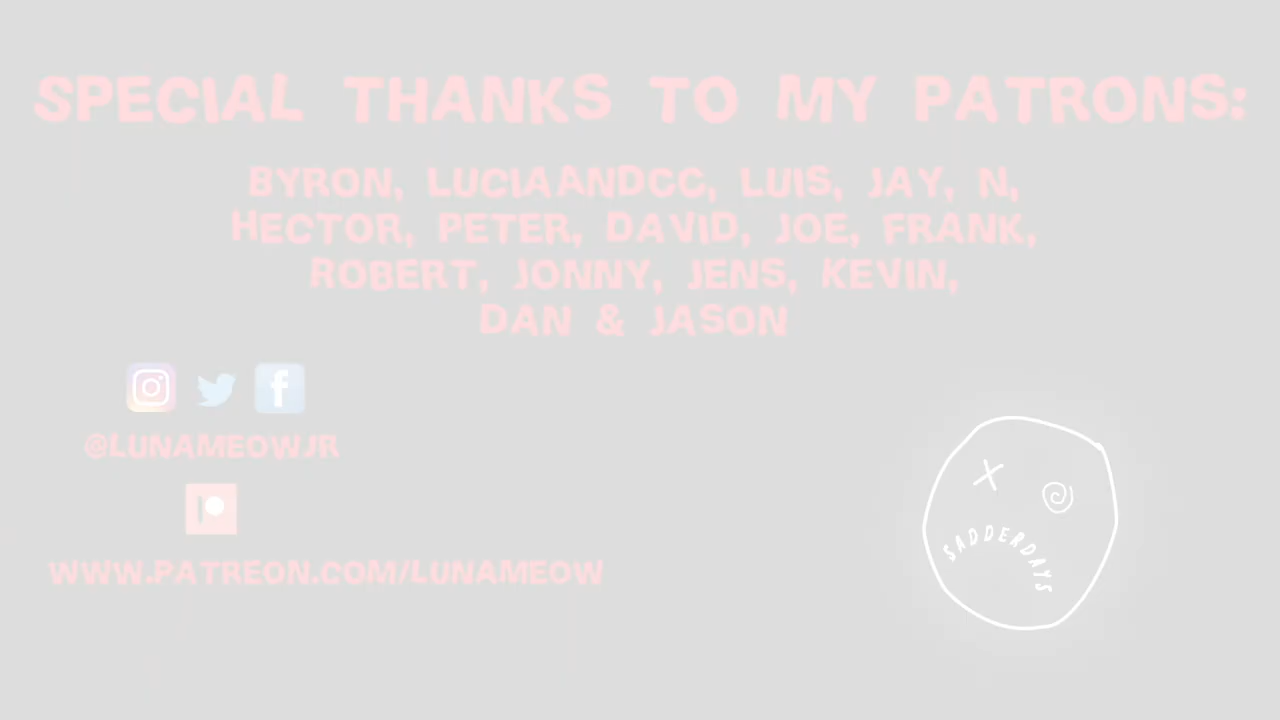 SPECIAL THANKS TO MY PATRONS:
BYRON, LUCIAANDCC, LUIS, JAY, N,
HECTOR, PETER, DAVID, JOE, FRANK,
ROBERT, JONNY, JENS, KEVIN,
DAN & JASON
@LUNAMEOWJR
WWW.PATREON.COM/LUNAMEOW
SADDERDAYS